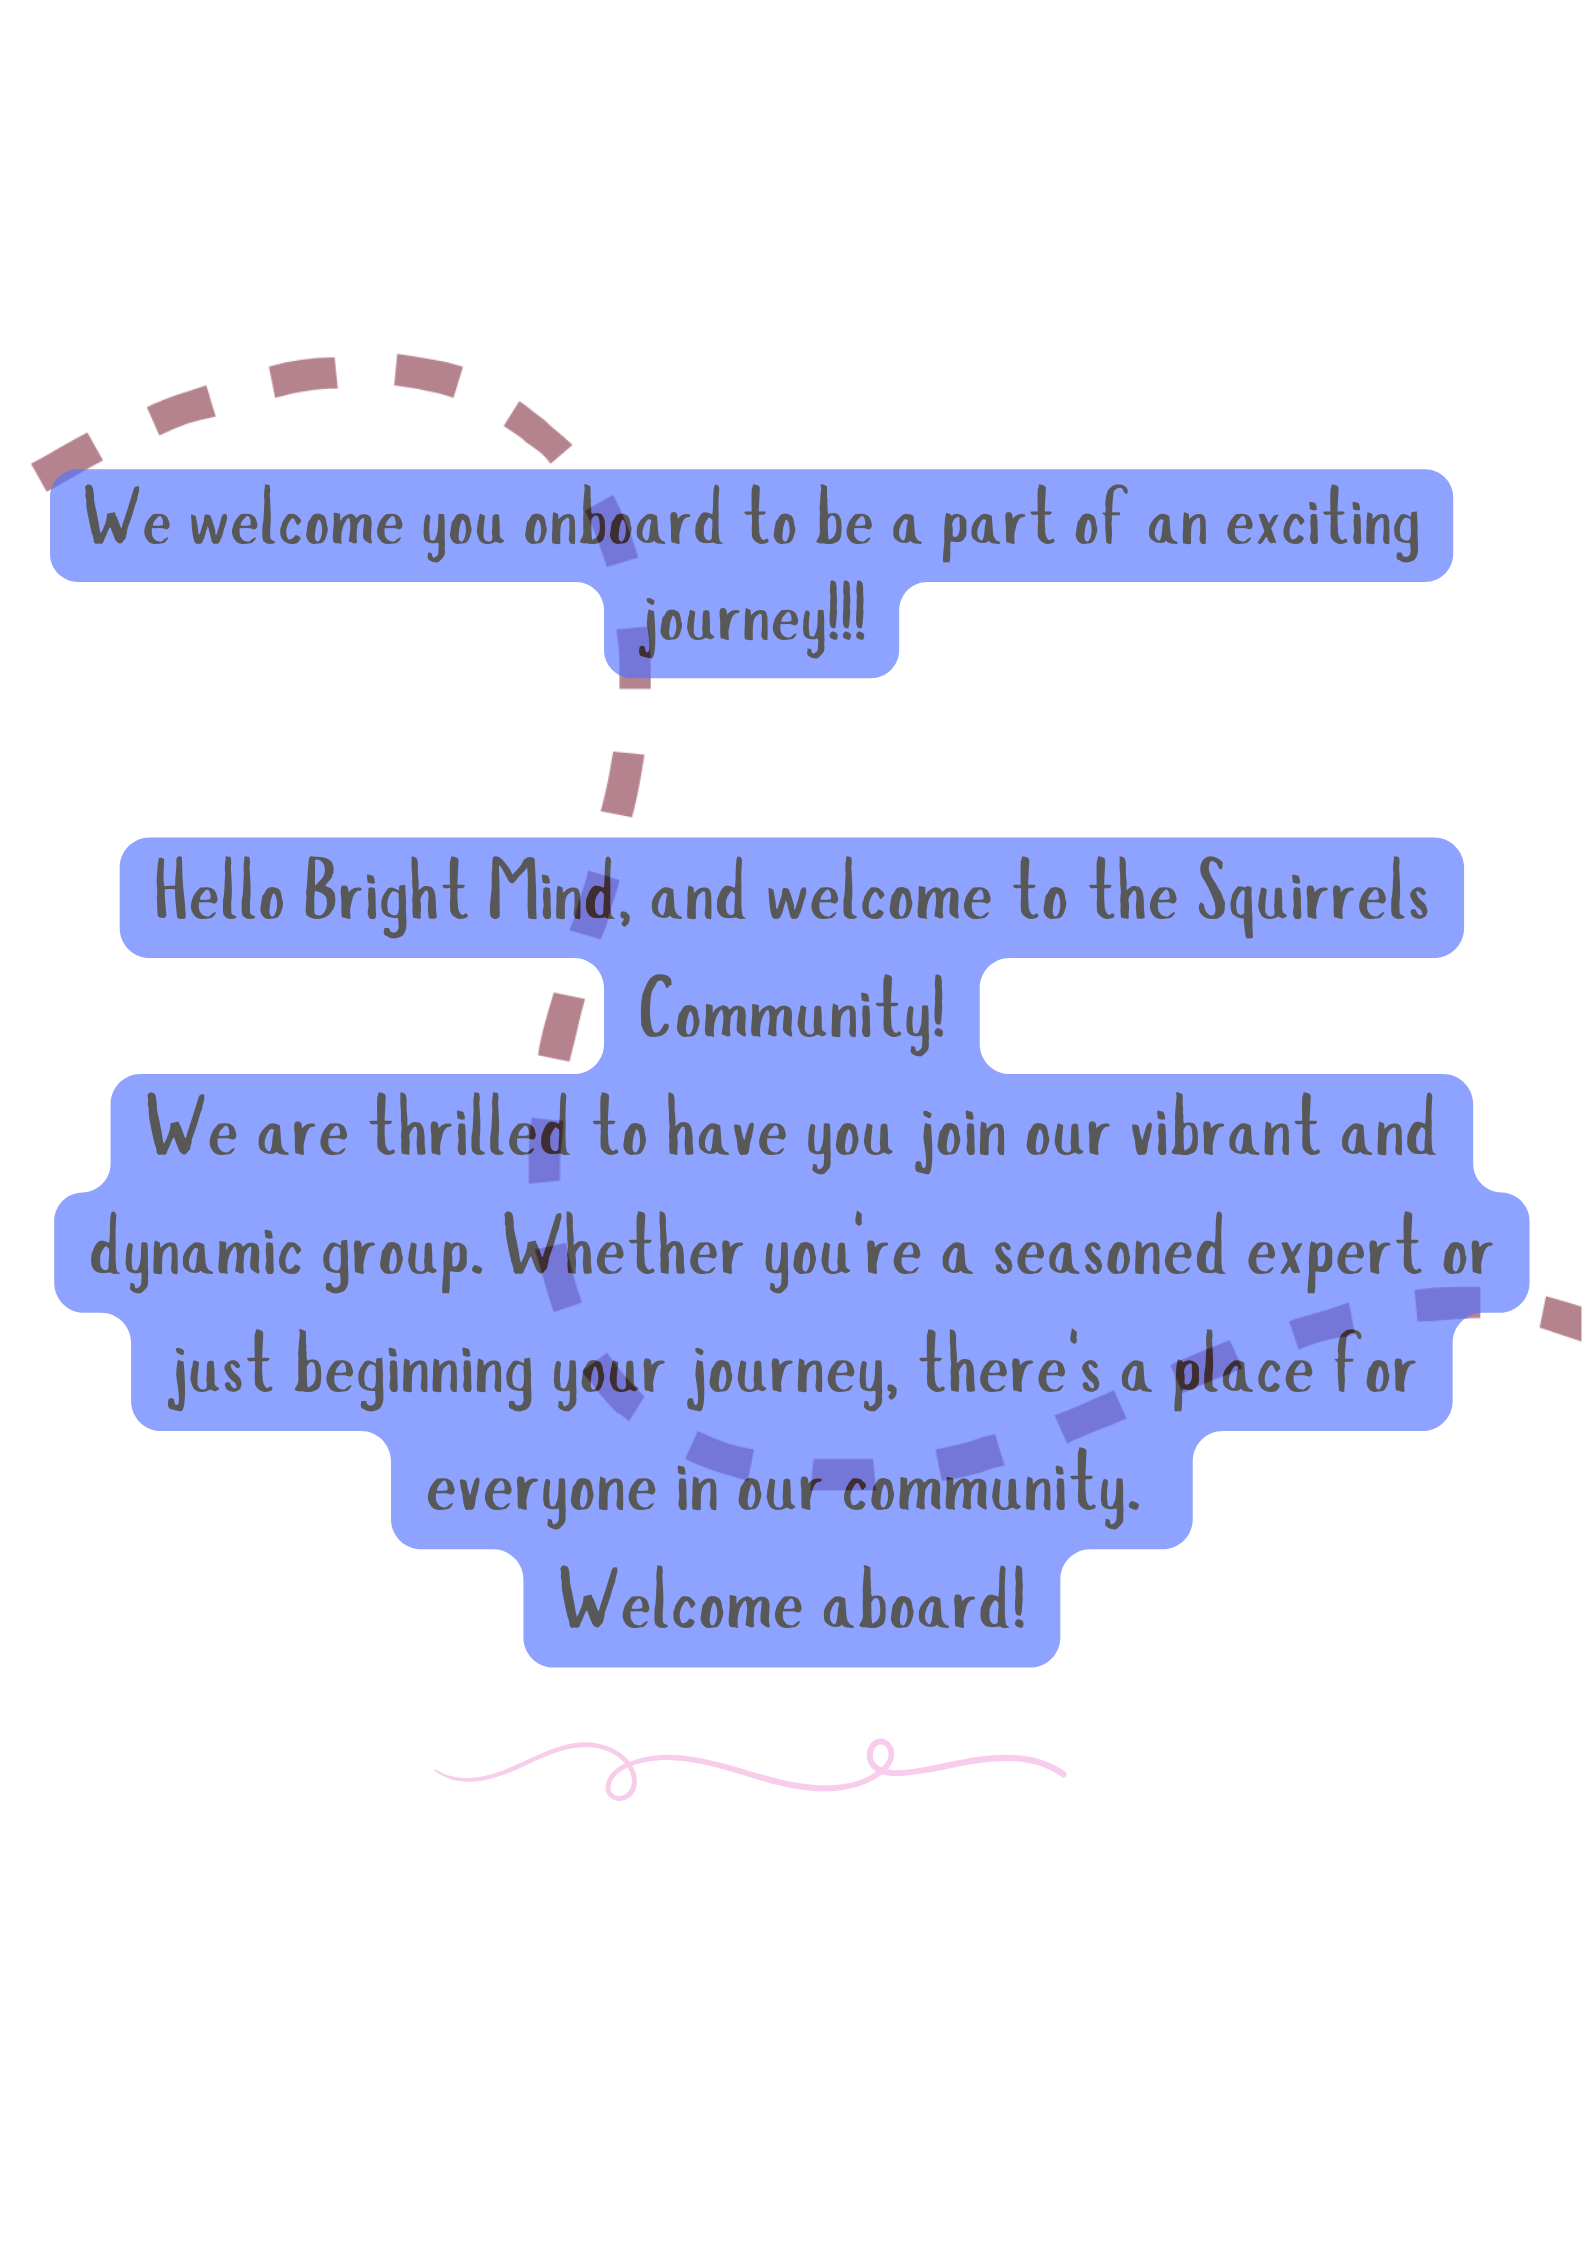 We welcome you onboard to be a part of an exciting
journey!!!
Hello Bright Mind, and welcome to the Squirrels
Community!
We are thrilled to have you join our vibrant and
dynamic group. Whether you're a seasoned expert or
just beginning your journey, there's a place for
everyone in our community.
Welcome aboard!